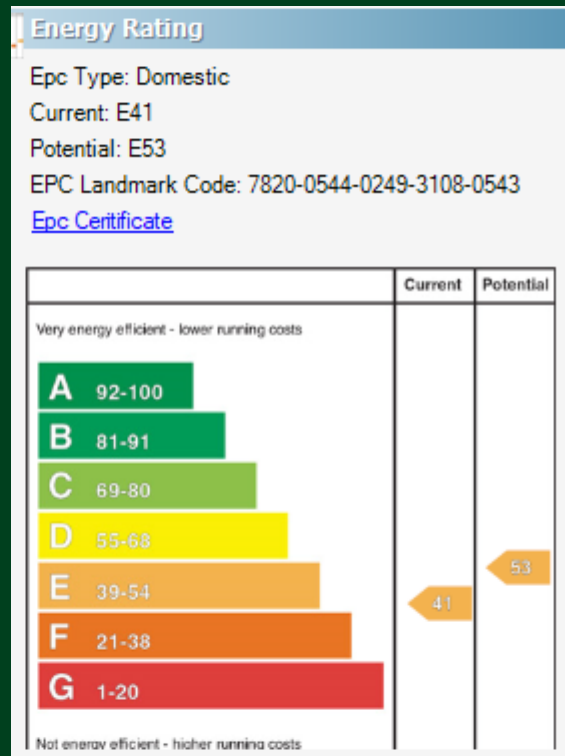 Energy Rating
Epc Type: Domestic
Current: E41
Potential: E53
EPC Landmark Code: 7820-0544-0249-3108-0543
Epc Ceritificate
Current Potential
Very energy efficient - lower running costs
A 92-100
B 81-91
C 69-80
D 55-68
E 39-54
F 21-38
G 1-20
53
41
Not energy efficient - higher running costs